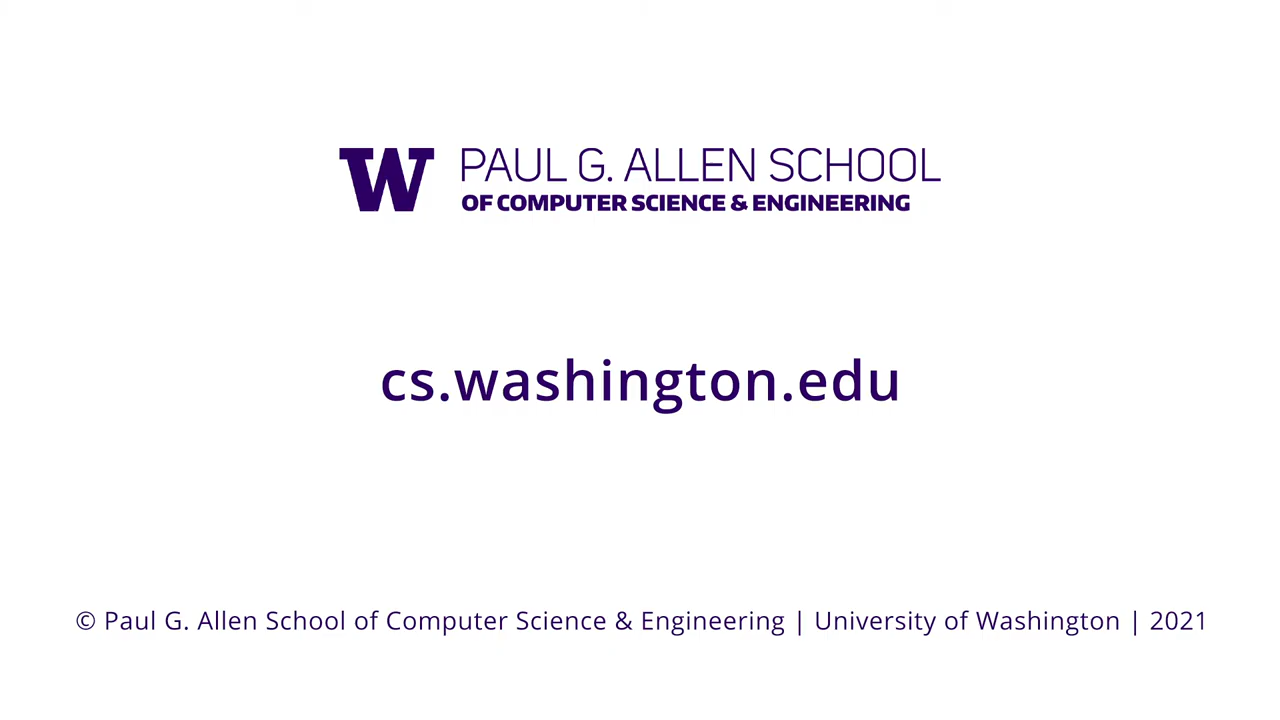 W PAUL G. ALLEN SCHOOL
OF COMPUTER SCIENCE & ENGINEERING
cs.washington.edu
© Paul G. Allen School of Computer Science & Engineering | University of Washington | 2021